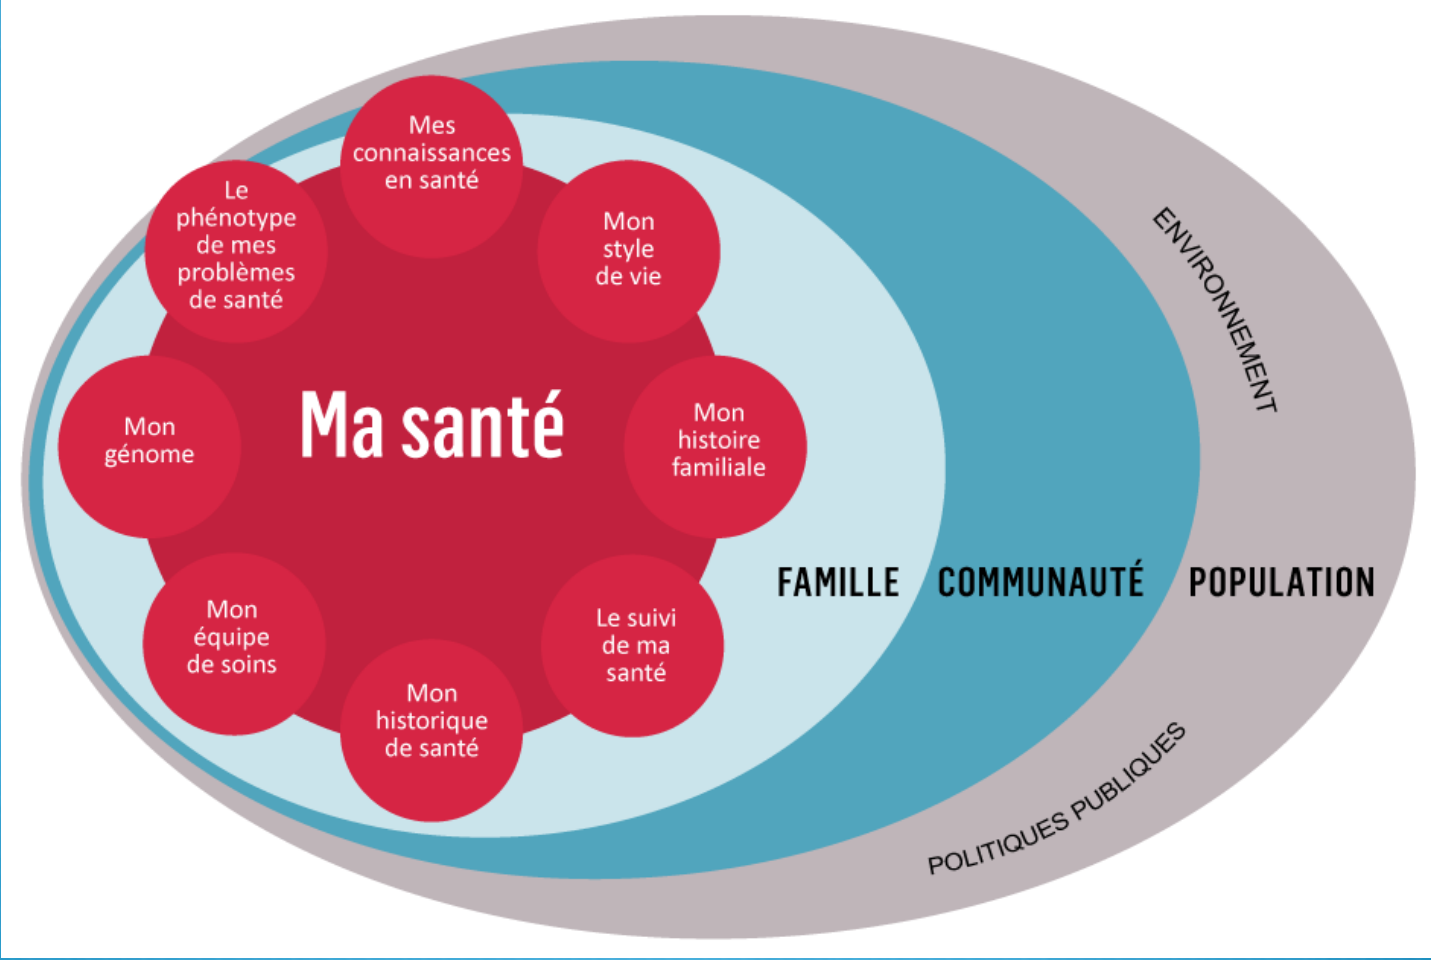 Mes
connaissances
en santé
Le
phénotype
de mes
problèmes
de santé
Mon
style
de vie
Ma santé
Mon
génome
Mon
histoire
familiale
Mon
équipe
de soins
Le suivi
de ma
santé
Mon
historique
de santé
FAMILLE
COMMUNAUTÉ
POPULATION
ENVIRONNEMENT
POLITIQUES PUBLIQUES